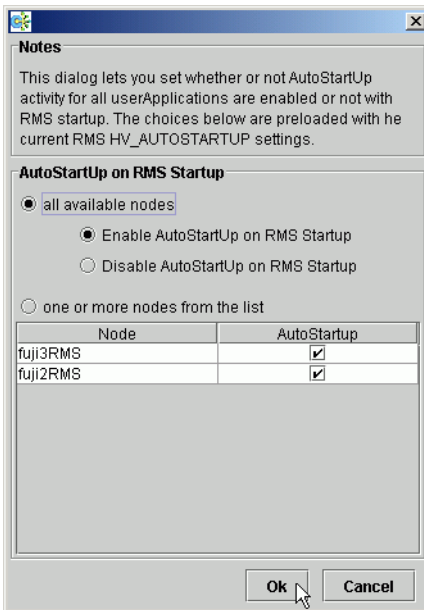 Notes
This dialog lets you set whether or not AutoStartUp
activity for all userApplications are enabled or not with
RMS startup. The choices below are preloaded with he
current RMS HV_AUTOSTARTUP settings.
AutoStartUp on RMS Startup
all available nodes
Enable AutoStartUp on RMS Startup
Disable AutoStartUp on RMS Startup
one or more nodes from the list
Node AutoStartup
fuji3RMS
fuji2RMS
Ok Cancel